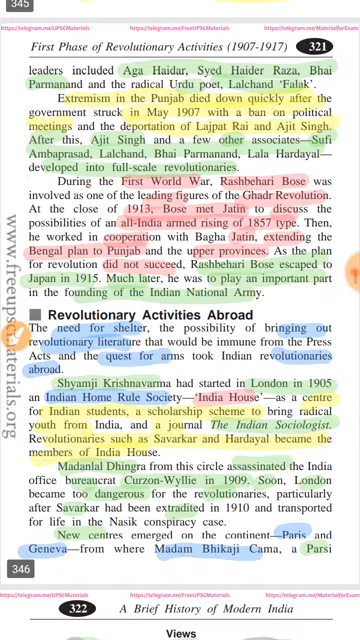 345
https://telegram.me/UPSCMaterials
https://telegram.me/FreeUPSCMaterials
https://telegram.me/MaterialforExam
First Phase of Revolutionary Activities (1907-1917) 321
leaders included Aga Haidar, Syed Haider Raza, Bhai
Parmanand and the radical Urdu poet, Lalchand ‘Falak’.
Extremism in the Punjab died down quickly after the
government struck in May 1907 with a ban on political
meetings and the deportation of Lajpat Rai and Ajit Singh.
After this, Ajit Singh and a few other associates—Sufi
Ambaprasad, Lalchand, Bhai Parmanand, Lala Hardayal—
developed into full-scale revolutionaries.
During the First World War, Rashbehari Bose was
involved as one of the leading figures of the Ghadr Revolution.
At the close of 1913, Bose met Jatin to discuss the
possibilities of an all-India armed rising of 1857 type. Then,
he worked in cooperation with Bagha Jatin, extending the
Bengal plan to Punjab and the upper provinces. As the plan
for revolution did not succeed, Rashbehari Bose escaped to
Japan in 1915. Much later, he was to play an important part
in the founding of the Indian National Army.
Revolutionary Activities Abroad
The need for shelter, the possibility of bringing out
revolutionary literature that would be immune from the Press
Acts and the quest for arms took Indian revolutionaries
abroad.
Shyamji Krishnavarma had started in London in 1905
an Indian Home Rule Society—‘India House’—as a centre
for Indian students, a scholarship scheme to bring radical
youth from India, and a journal The Indian Sociologist.
Revolutionaries such as Savarkar and Hardayal became the
members of India House.
Madanlal Dhingra from this circle assassinated the India
office bureaucrat Curzon-Wyllie in 1909. Soon, London
became too dangerous for the revolutionaries, particularly
after Savarkar had been extradited in 1910 and transported
for life in the Nasik conspiracy case.
New centres emerged on the continent—Paris and
Geneva—from where Madam Bhikaji Cama, a Parsi
www.freeupscmaterials.org
346
https://telegram.me/UPSCMaterials
https://telegram.me/FreeUPSCMaterials
https://telegram.me/MaterialforExam
322 A Brief History of Modern India
Views